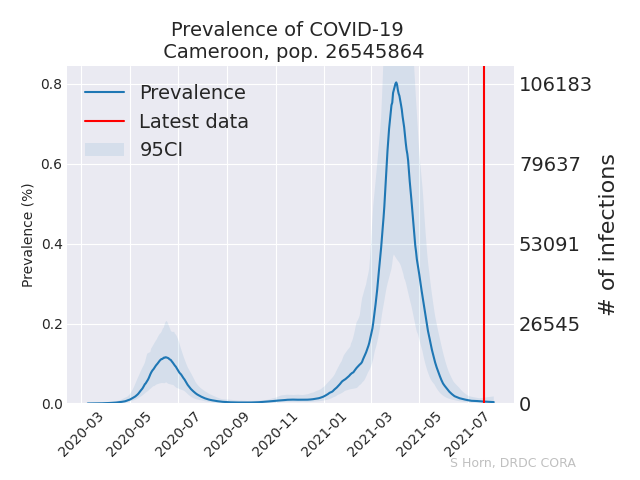 Prevalence of COVID-19
Cameroon, pop. 26545864
Prevalence
Latest data
95CI
Prevalence (%)
0.8
0.6
0.4
0.2
0.0
106183
79637
53091
26545
0
# of infections
2020-03
2020-05
2020-07
2020-09
2020-11
2021-01
2021-03
2021-05
2021-07
S Horn, DRDC CORA